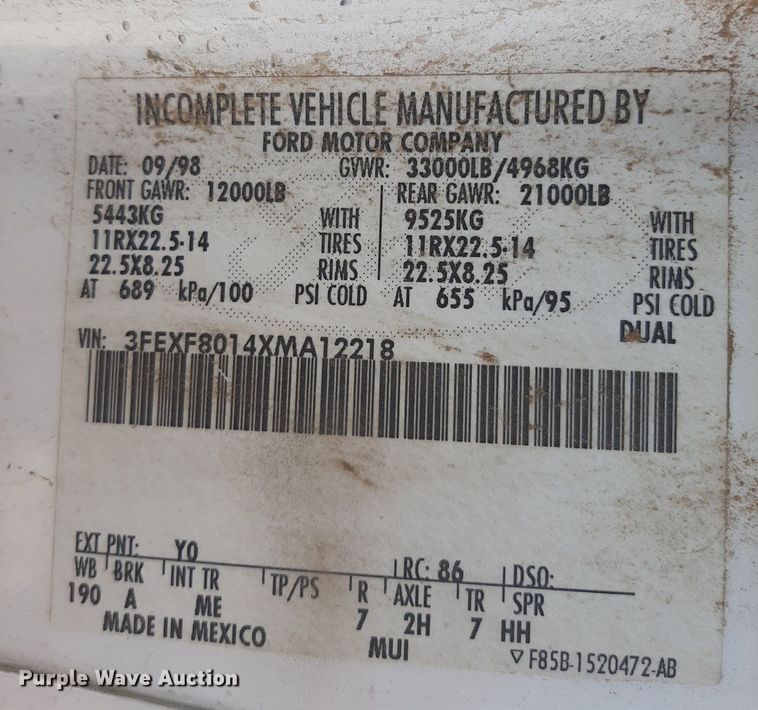 INCOMPLETE VEHICLE MANUFACTURED BY
FORD MOTOR COMPANY
DATE: 09/98 GVWR: 33000LB/4968KG
FRONT GAWR: 12000LB REAR GAWR: 21000LB
5443KG WITH 9525KG WITH
11RX22.5-14 TIRES 11RX22.5-14 TIRES
22.5X8.25 RIMS 22.5X8.25 RIMS
AT 689 kPa/100 PSI COLD AT 655 kPa/95 PSI COLD
DUAL
VIN: 3FEXF8014XMA12218
EXT PNT: YO RC: 86 DSO:
WB BRK INT TR TP/PS R AXLE TR SPR
190 A ME 7 2H 7 HH
MADE IN MEXICO MUI F85B-1520472-AB
Purple Wave Auction